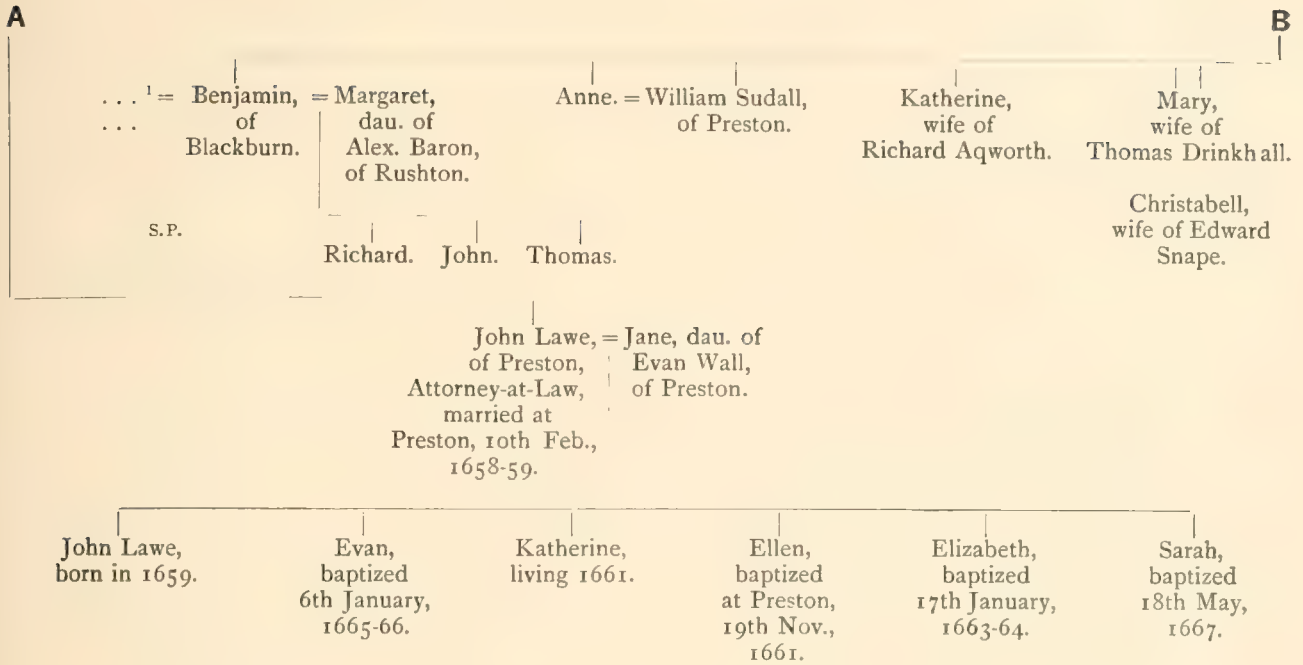 A
B
. . . ¹ = Benjamin, = Margaret,
. . . of dau. of
Blackburn. Alex. Baron,
of Rushton.
Anne. = William Sudall,
of Preston.
Katherine,
wife of
Richard Aqworth.
Mary,
wife of
Thomas Drinkhall.
Christabell,
wife of Edward
Snape.
S.P.
Richard. John. Thomas.
John Lawe, = Jane, dau. of
of Preston, Evan Wall,
Attorney-at-Law, of Preston.
married at
Preston, 10th Feb.,
1658-59.
John Lawe,
born in 1659.
Evan,
baptized
6th January,
1665-66.
Katherine,
living 1661.
Ellen,
baptized
at Preston,
19th Nov.,
1661.
Elizabeth,
baptized
17th January,
1663-64.
Sarah,
baptized
18th May,
1667.